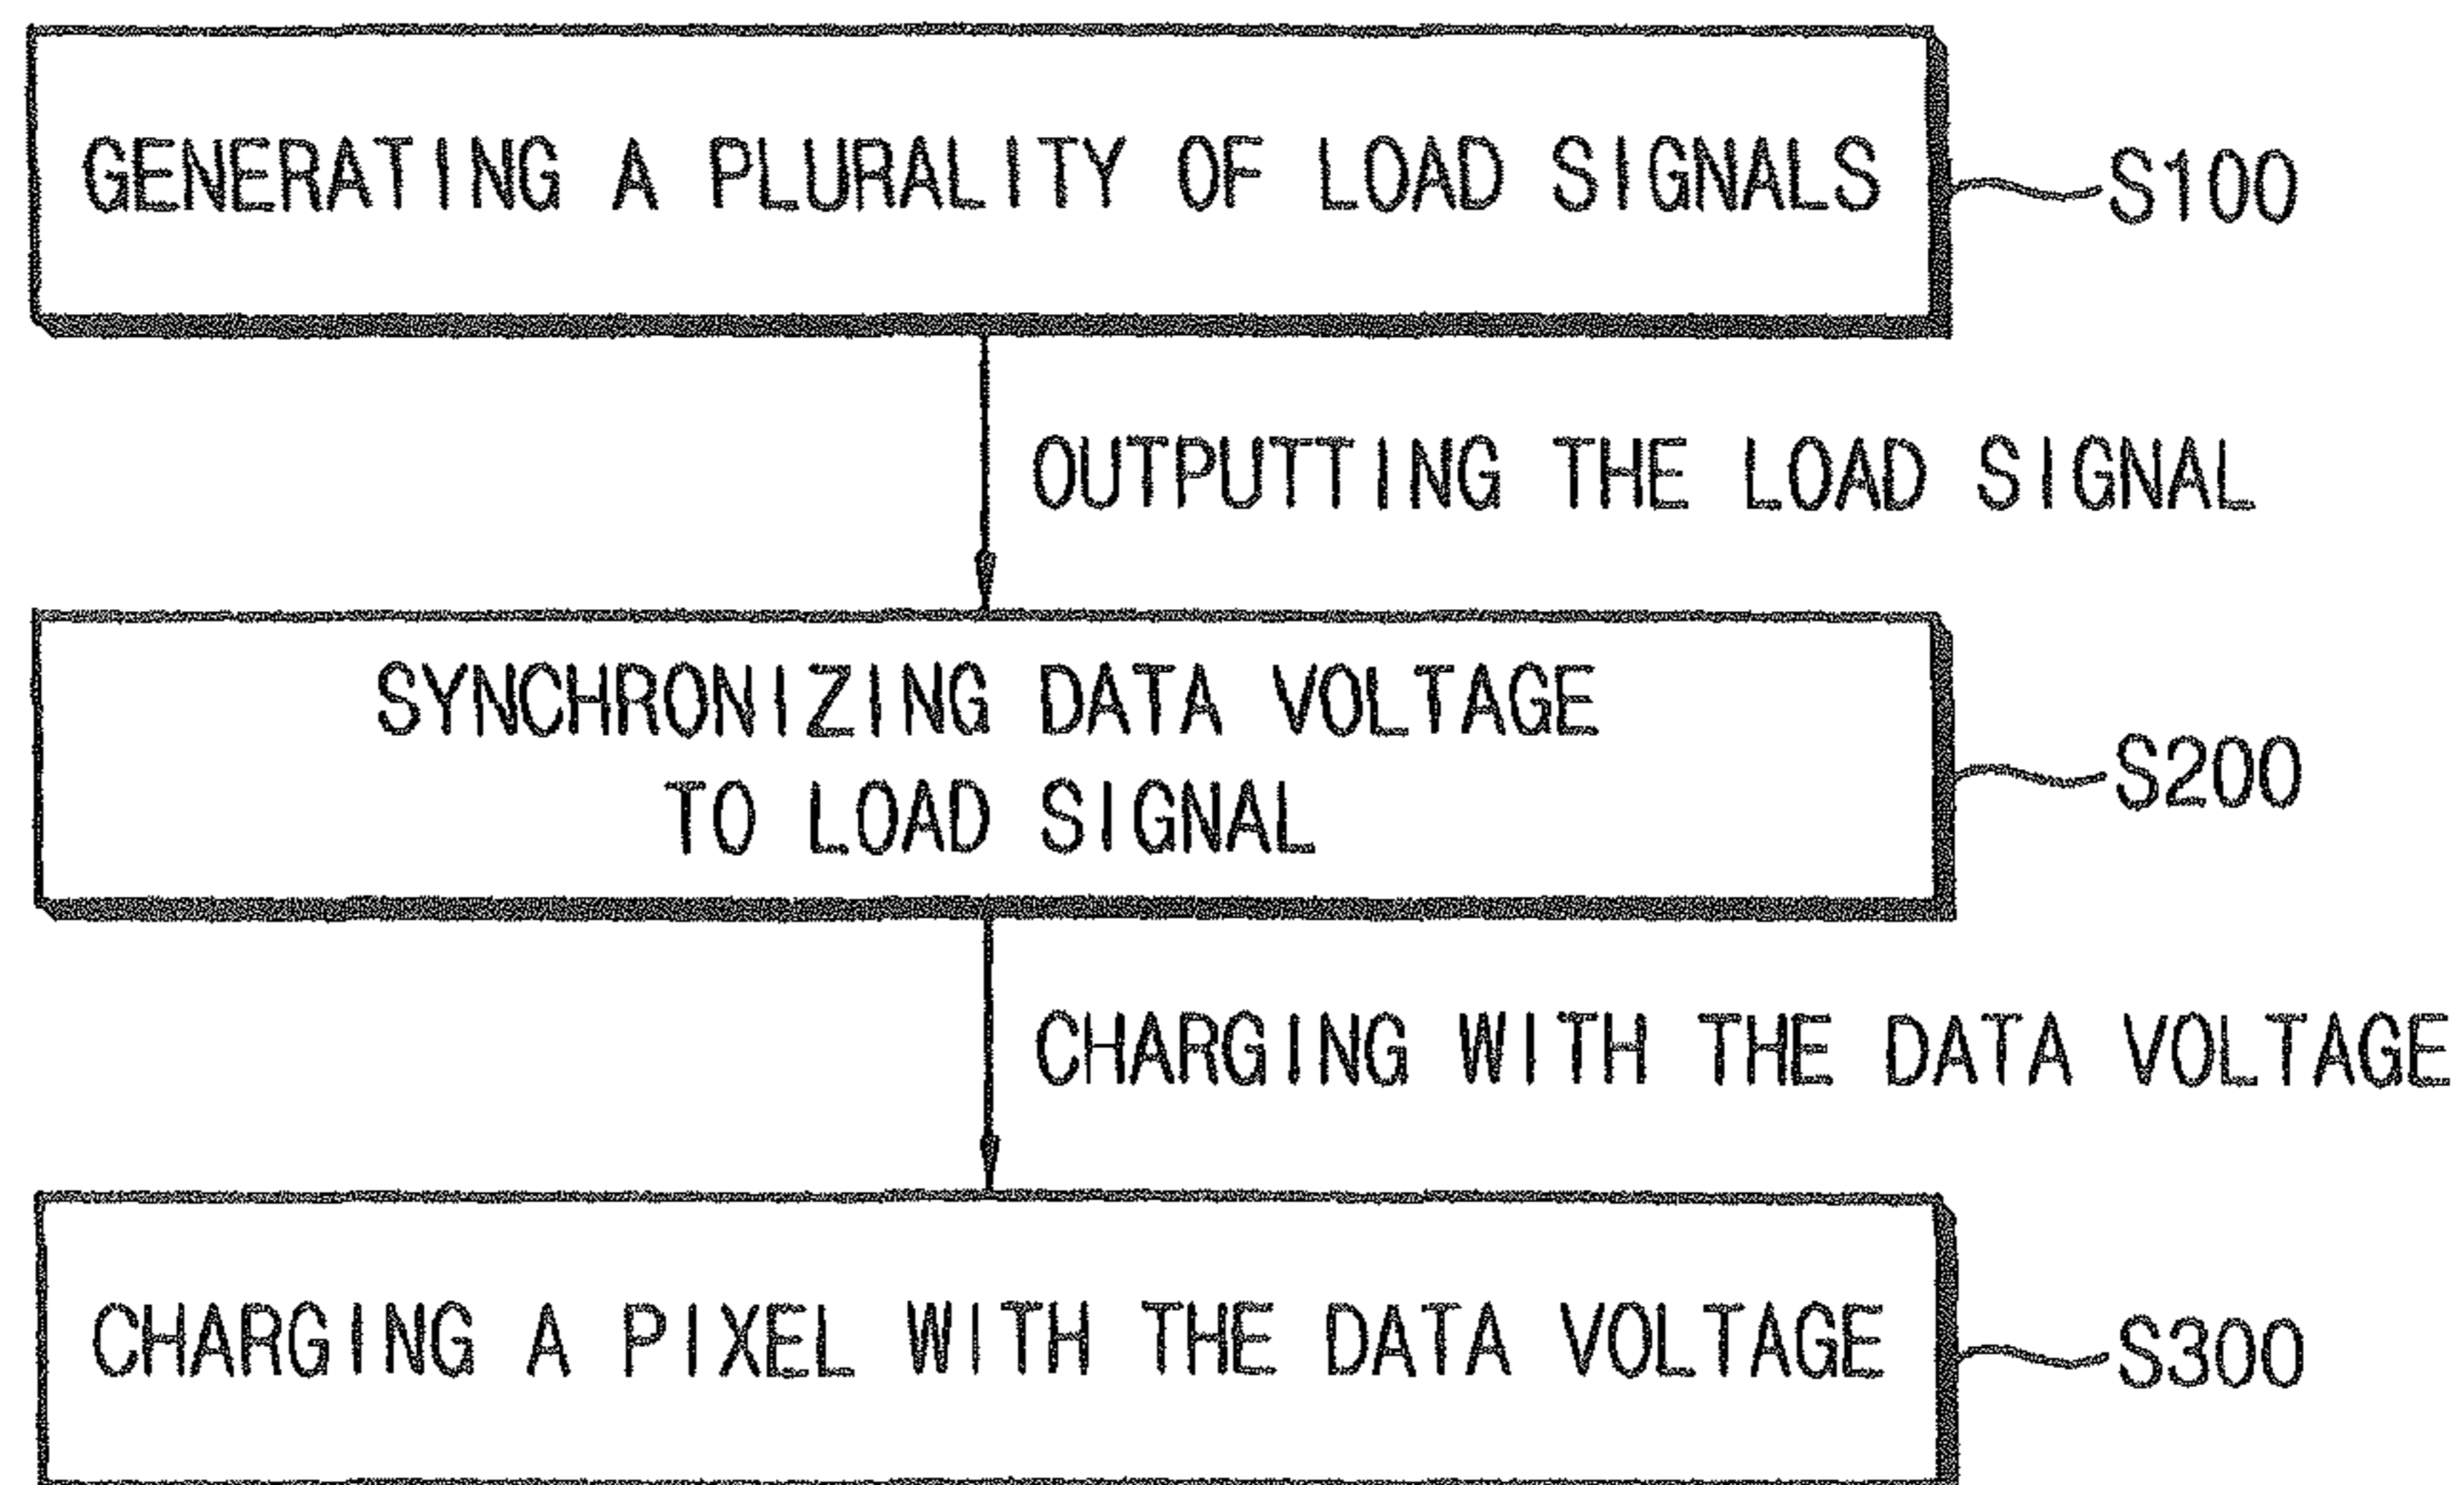 GENERATING A PLURALITY OF LOAD SIGNALS
S100
OUTPUTTING THE LOAD SIGNAL
SYNCHRONIZING DATA VOLTAGE
TO LOAD SIGNAL
S200
CHARGING WITH THE DATA VOLTAGE
CHARGING A PIXEL WITH THE DATA VOLTAGE
S300